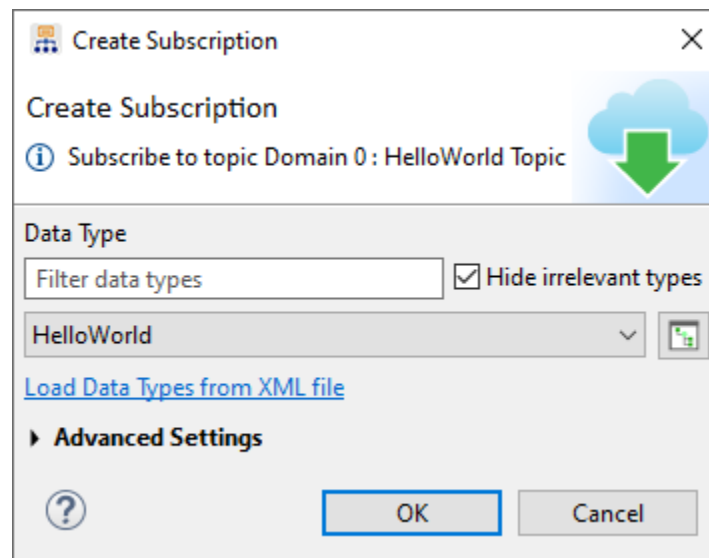 Create Subscription
Create Subscription
Subscribe to topic Domain 0 : HelloWorld Topic
Data Type
Filter data types
Hide irrelevant types
HelloWorld
Load Data Types from XML file
Advanced Settings
OK
Cancel